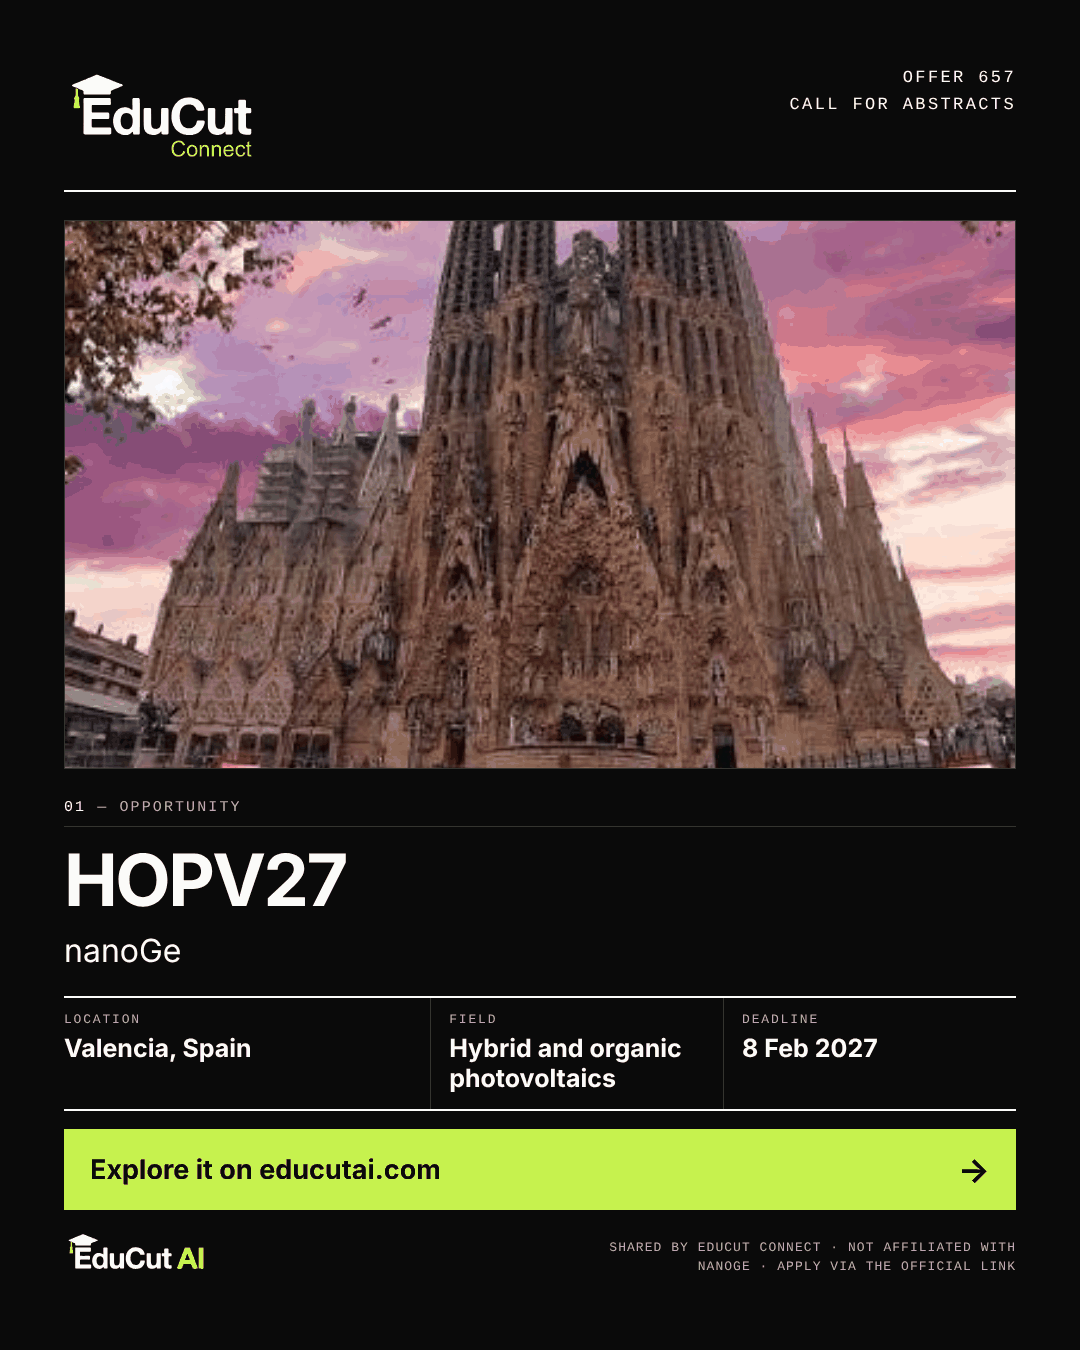 EduCut
Connect
OFFER 657
CALL FOR ABSTRACTS
01 — OPPORTUNITY
HOPV27
nanoGe
LOCATION
Valencia, Spain
FIELD
Hybrid and organic
photovoltaics
DEADLINE
8 Feb 2027
Explore it on educutai.com →
EduCut AI
SHARED BY EDUCUT CONNECT · NOT AFFILIATED WITH
NANOGE · APPLY VIA THE OFFICIAL LINK